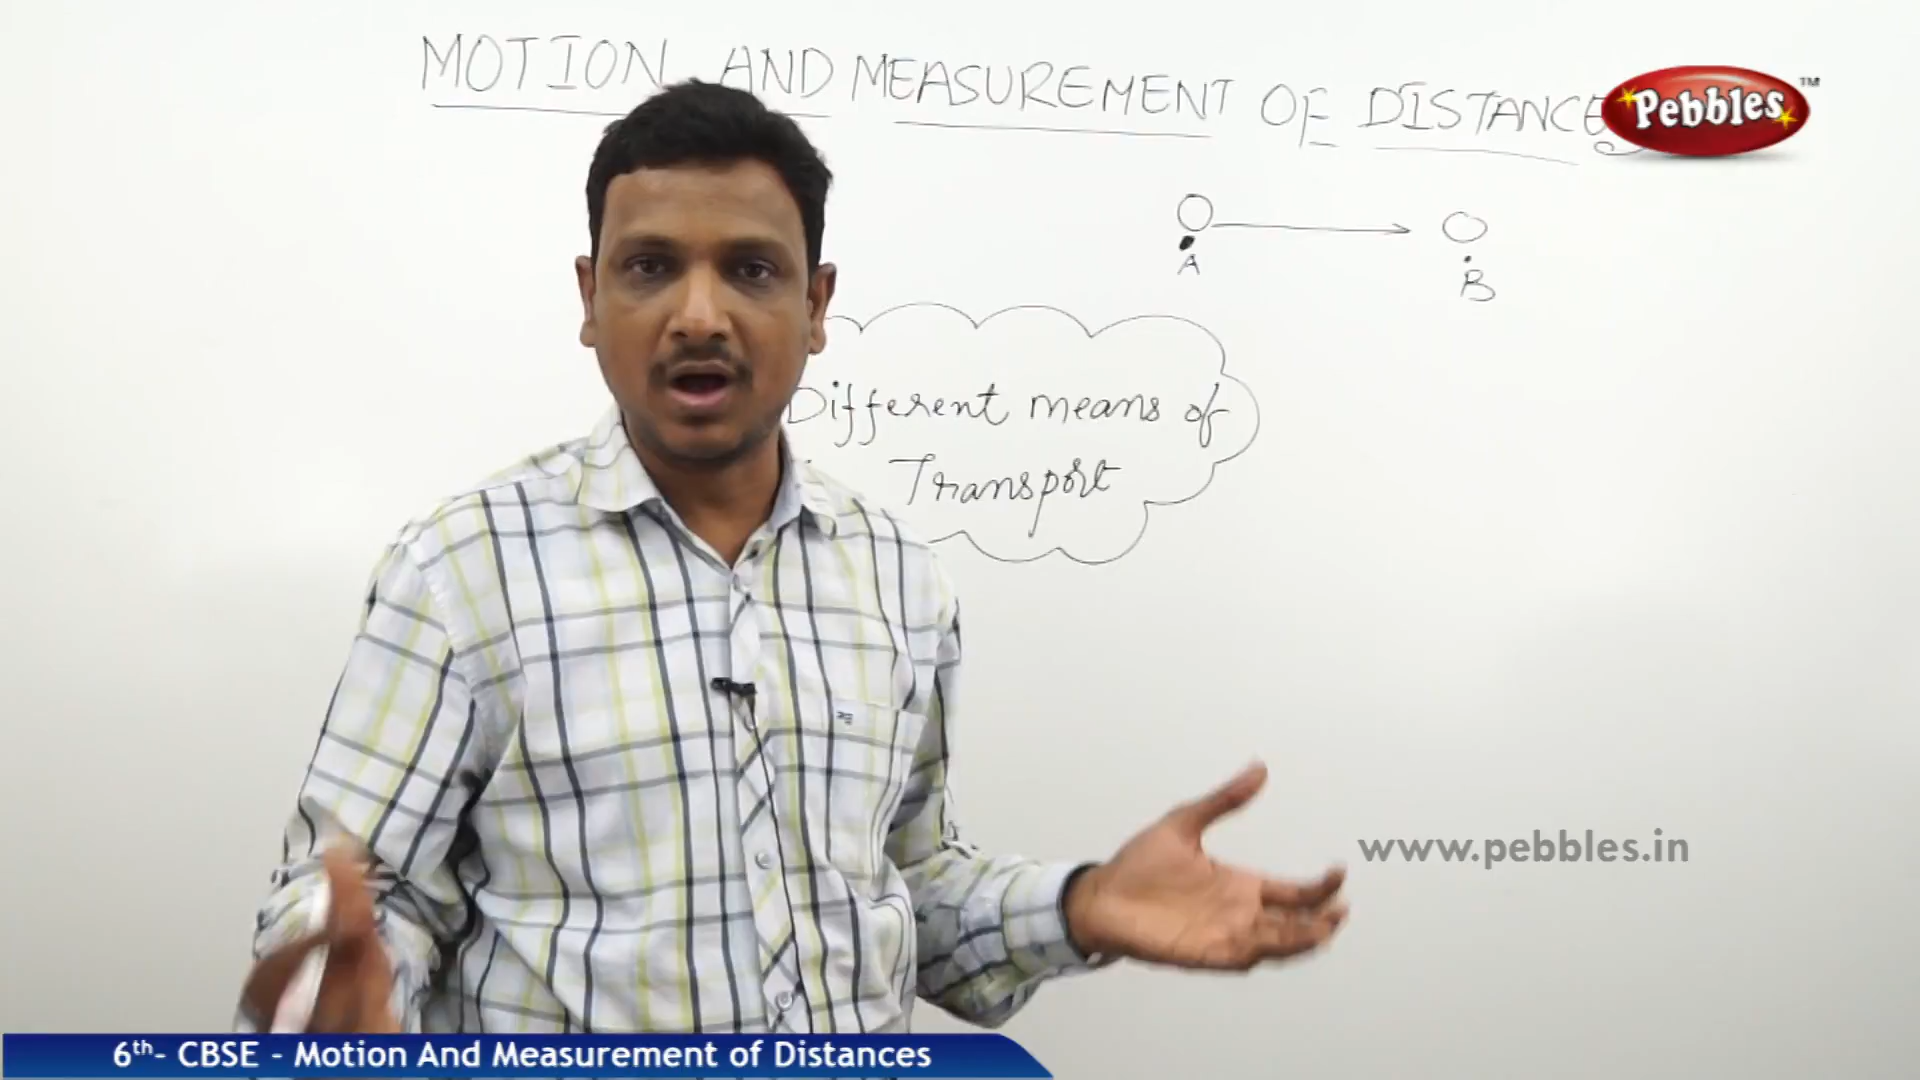 MOTION AND MEASUREMENT OF DISTANCES
Pebbles™
A
B
Different means of
Transport
www.pebbles.in
6th- CBSE - Motion And Measurement of Distances